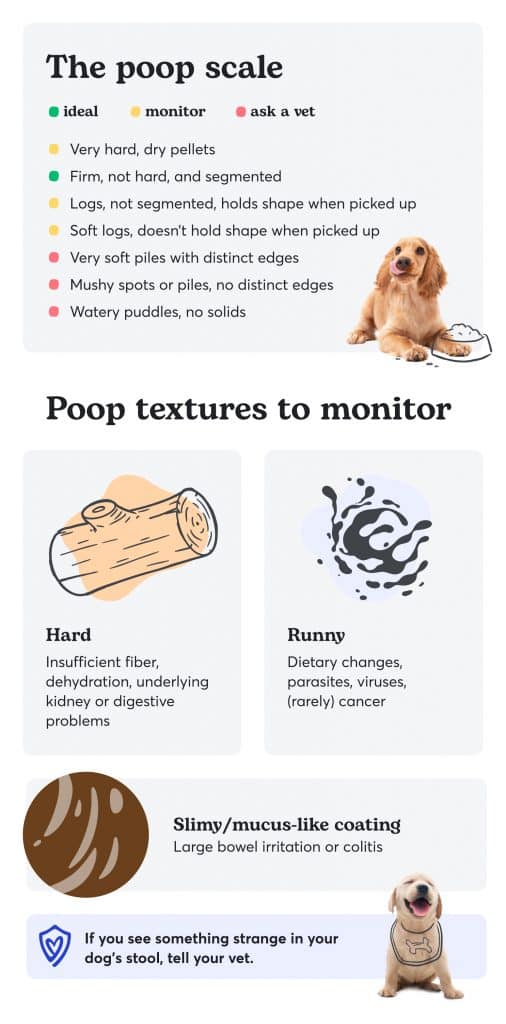 The poop scale
ideal monitor ask a vet
Very hard, dry pellets
Firm, not hard, and segmented
Logs, not segmented, holds shape when picked up
Soft logs, doesn't hold shape when picked up
Very soft piles with distinct edges
Mushy spots or piles, no distinct edges
Watery puddles, no solids
Poop textures to monitor
Hard
Insufficient fiber,
dehydration, underlying
kidney or digestive
problems
Runny
Dietary changes,
parasites, viruses,
(rarely) cancer
Slimy/mucus-like coating
Large bowel irritation or colitis
If you see something strange in your
dog's stool, tell your vet.